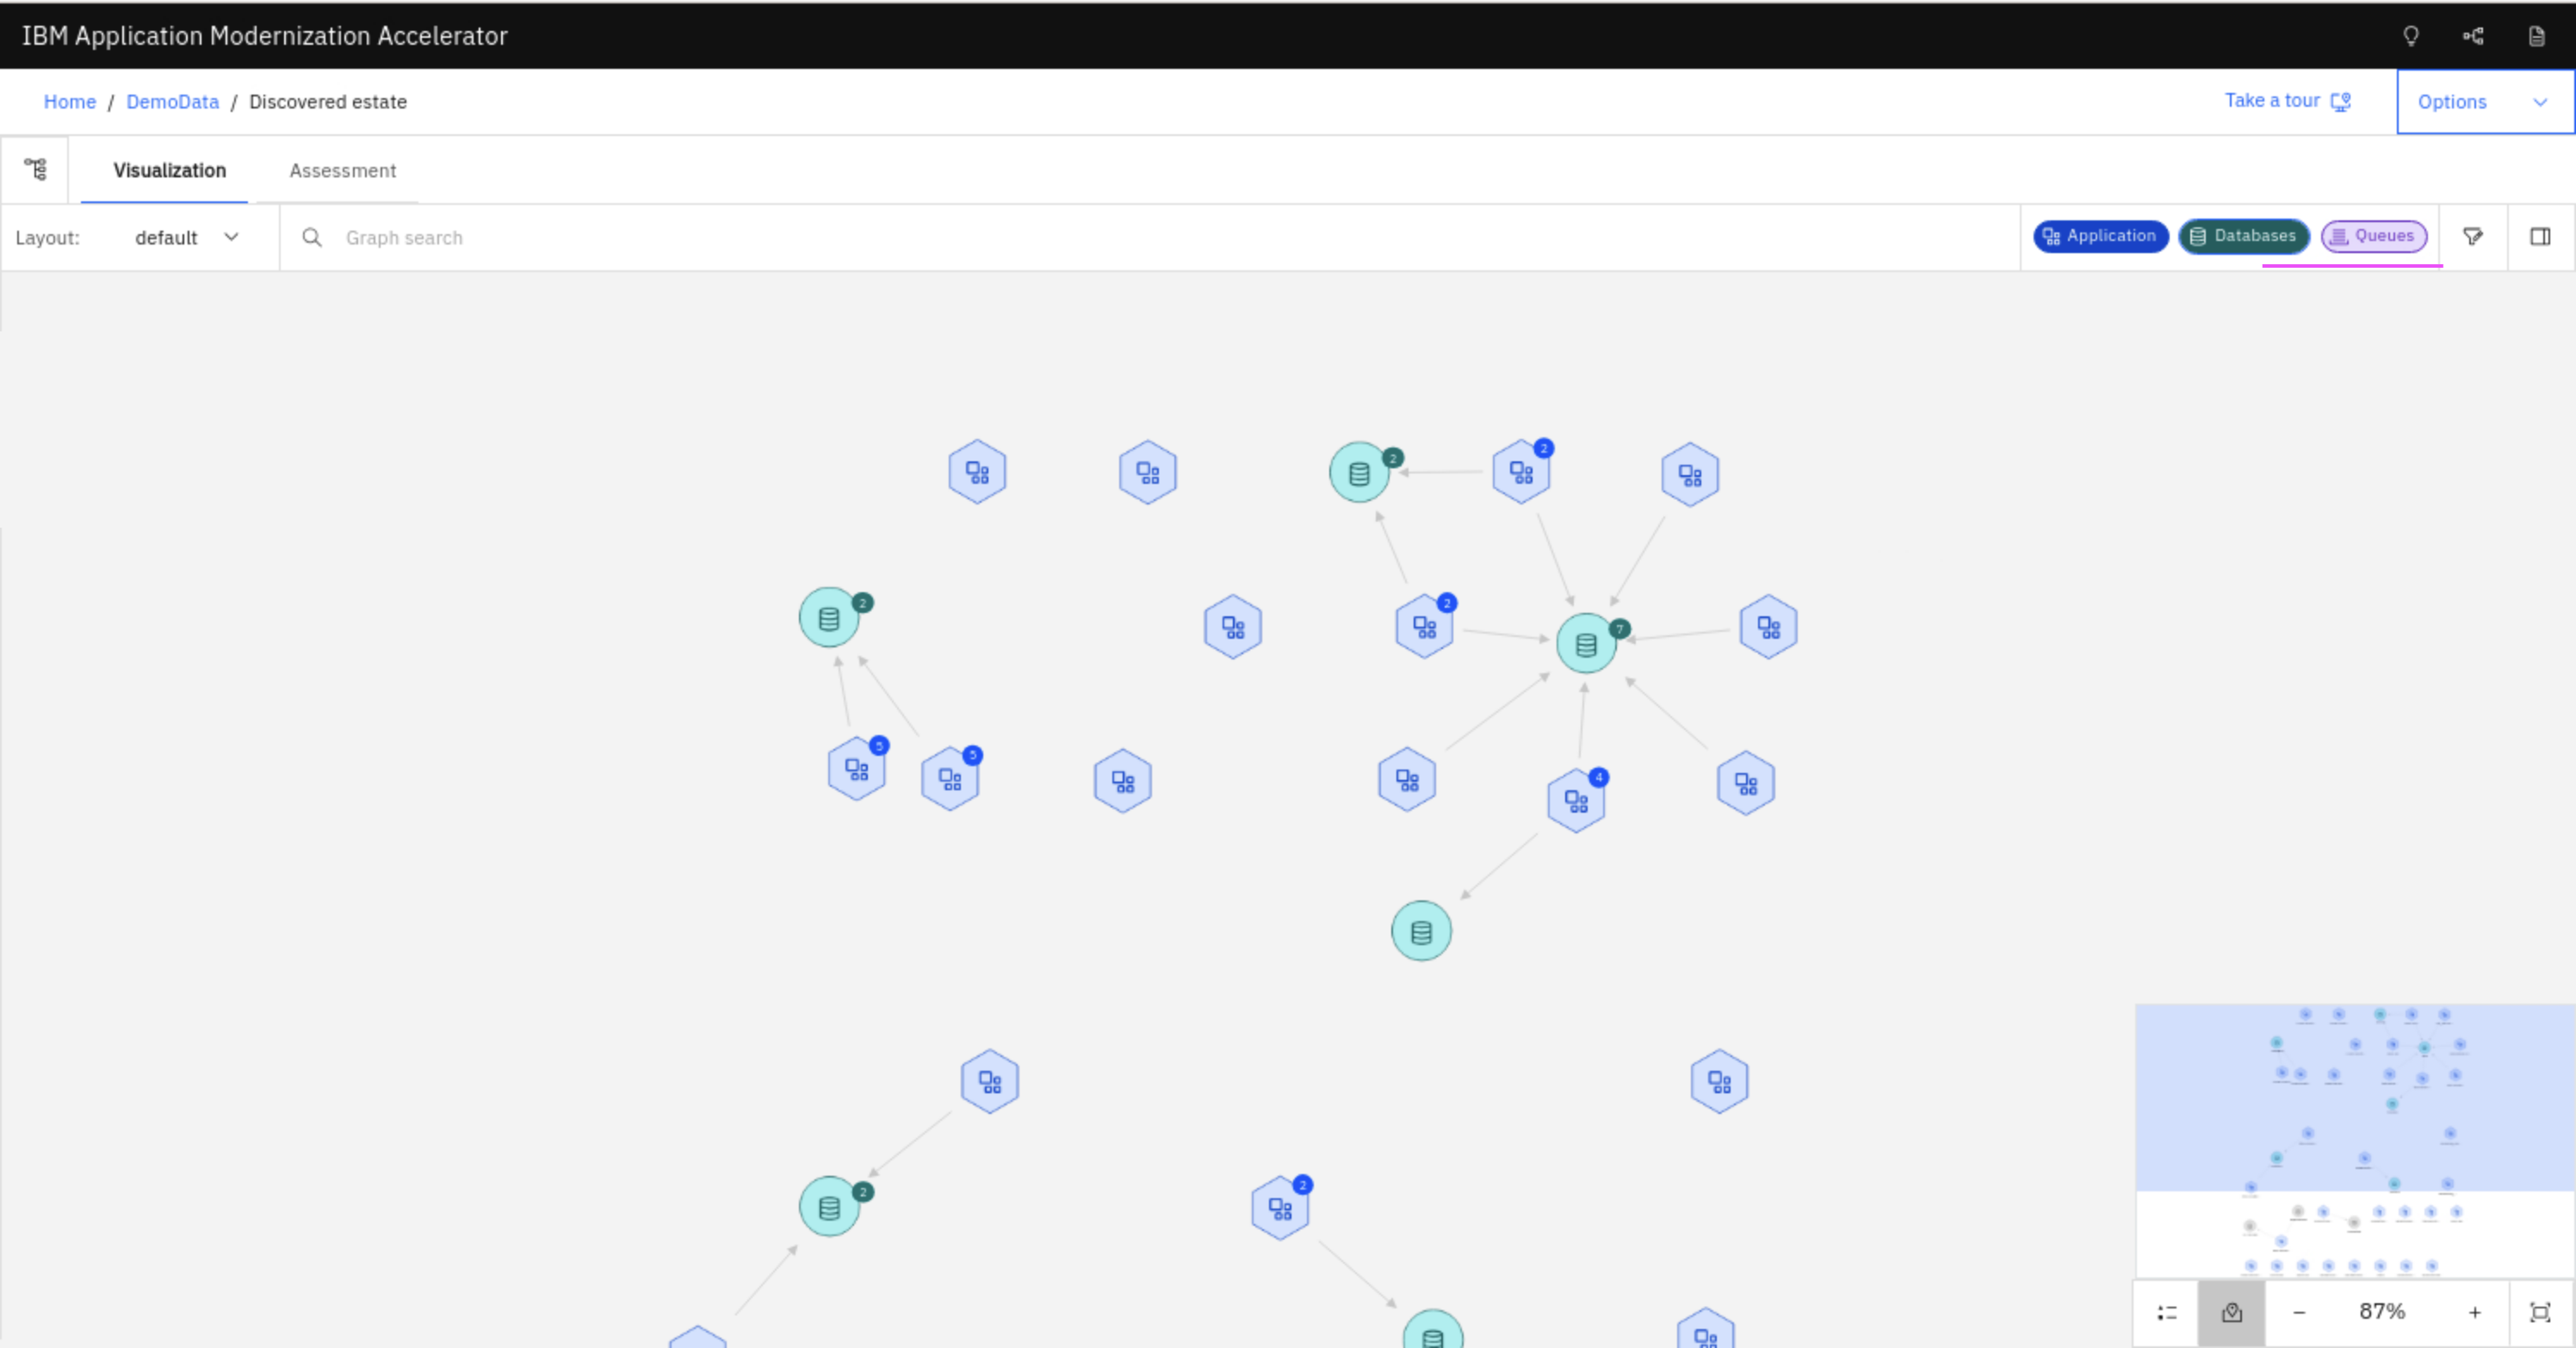 IBM Application Modernization Accelerator
Home / DemoData / Discovered estate
Take a tour
Options
Visualization
Assessment
Layout: default
Graph search
Application
Databases
Queues
2
2
2
2
7
5
5
4
2
2
87%